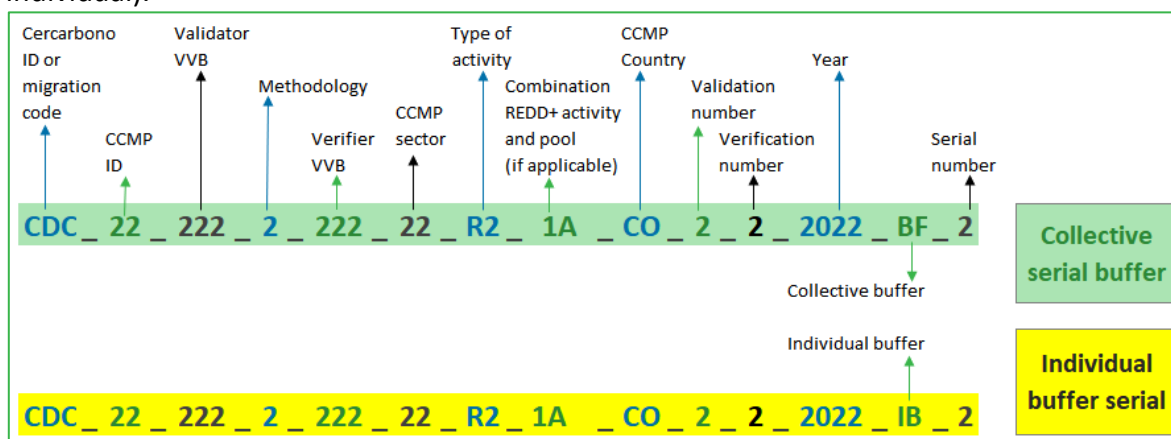 individual).
Cercarbono
ID or
migration
code
CCMP
ID
Validator
VVB
Methodology
Verifier
VVB
CCMP
sector
Type of
activity
Combination
REDD+ activity
and pool
(if applicable)
CCMP
Country
Validation
number
Verification
number
Year
Serial
number
CDC _ 22 _ 222 _ 2 _ 222 _ 22 _ R2 _ 1A _ CO _ 2 _ 2 _ 2022 _ BF _ 2
Collective
serial buffer
Collective buffer
Individual buffer
CDC _ 22 _ 222 _ 2 _ 222 _ 22 _ R2 _ 1A _ CO _ 2 _ 2 _ 2022 _ IB _ 2
Individual
buffer serial